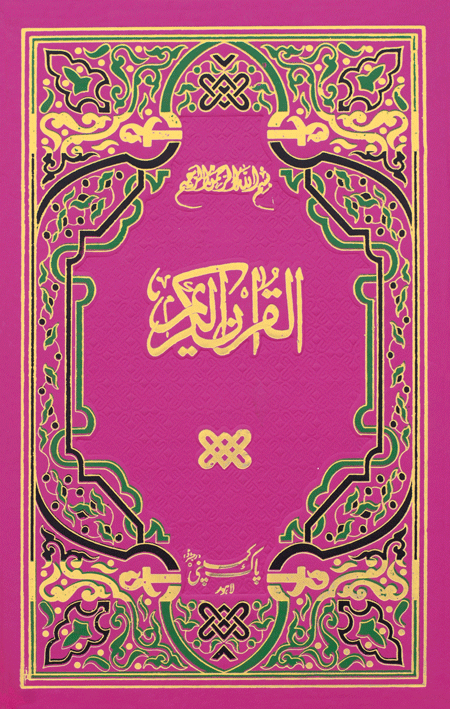 بسم الله الرحمن الرحيم
القرآن الكريم
پاک کمپنی
لاہور